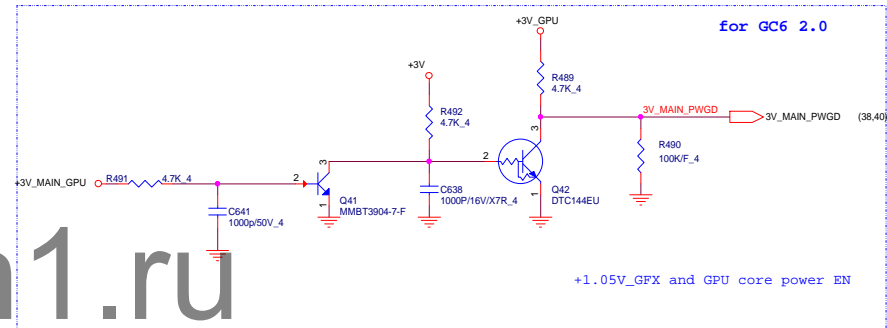 +3V_GPU
for GC6 2.0
+3V
R489
4.7K_4
R492
4.7K_4
3V_MAIN_PWGD
3V_MAIN_PWGD (38,40)
3
R490
100K/F_4
+3V_MAIN_GPU
R491
4.7K_4
2
3
2
1
Q41
MMBT3904-7-F
C638
1000P/16V/X7R_4
1
Q42
DTC144EU
C641
1000p/50V_4
+1.05V_GFX and GPU core power EN
1.ru